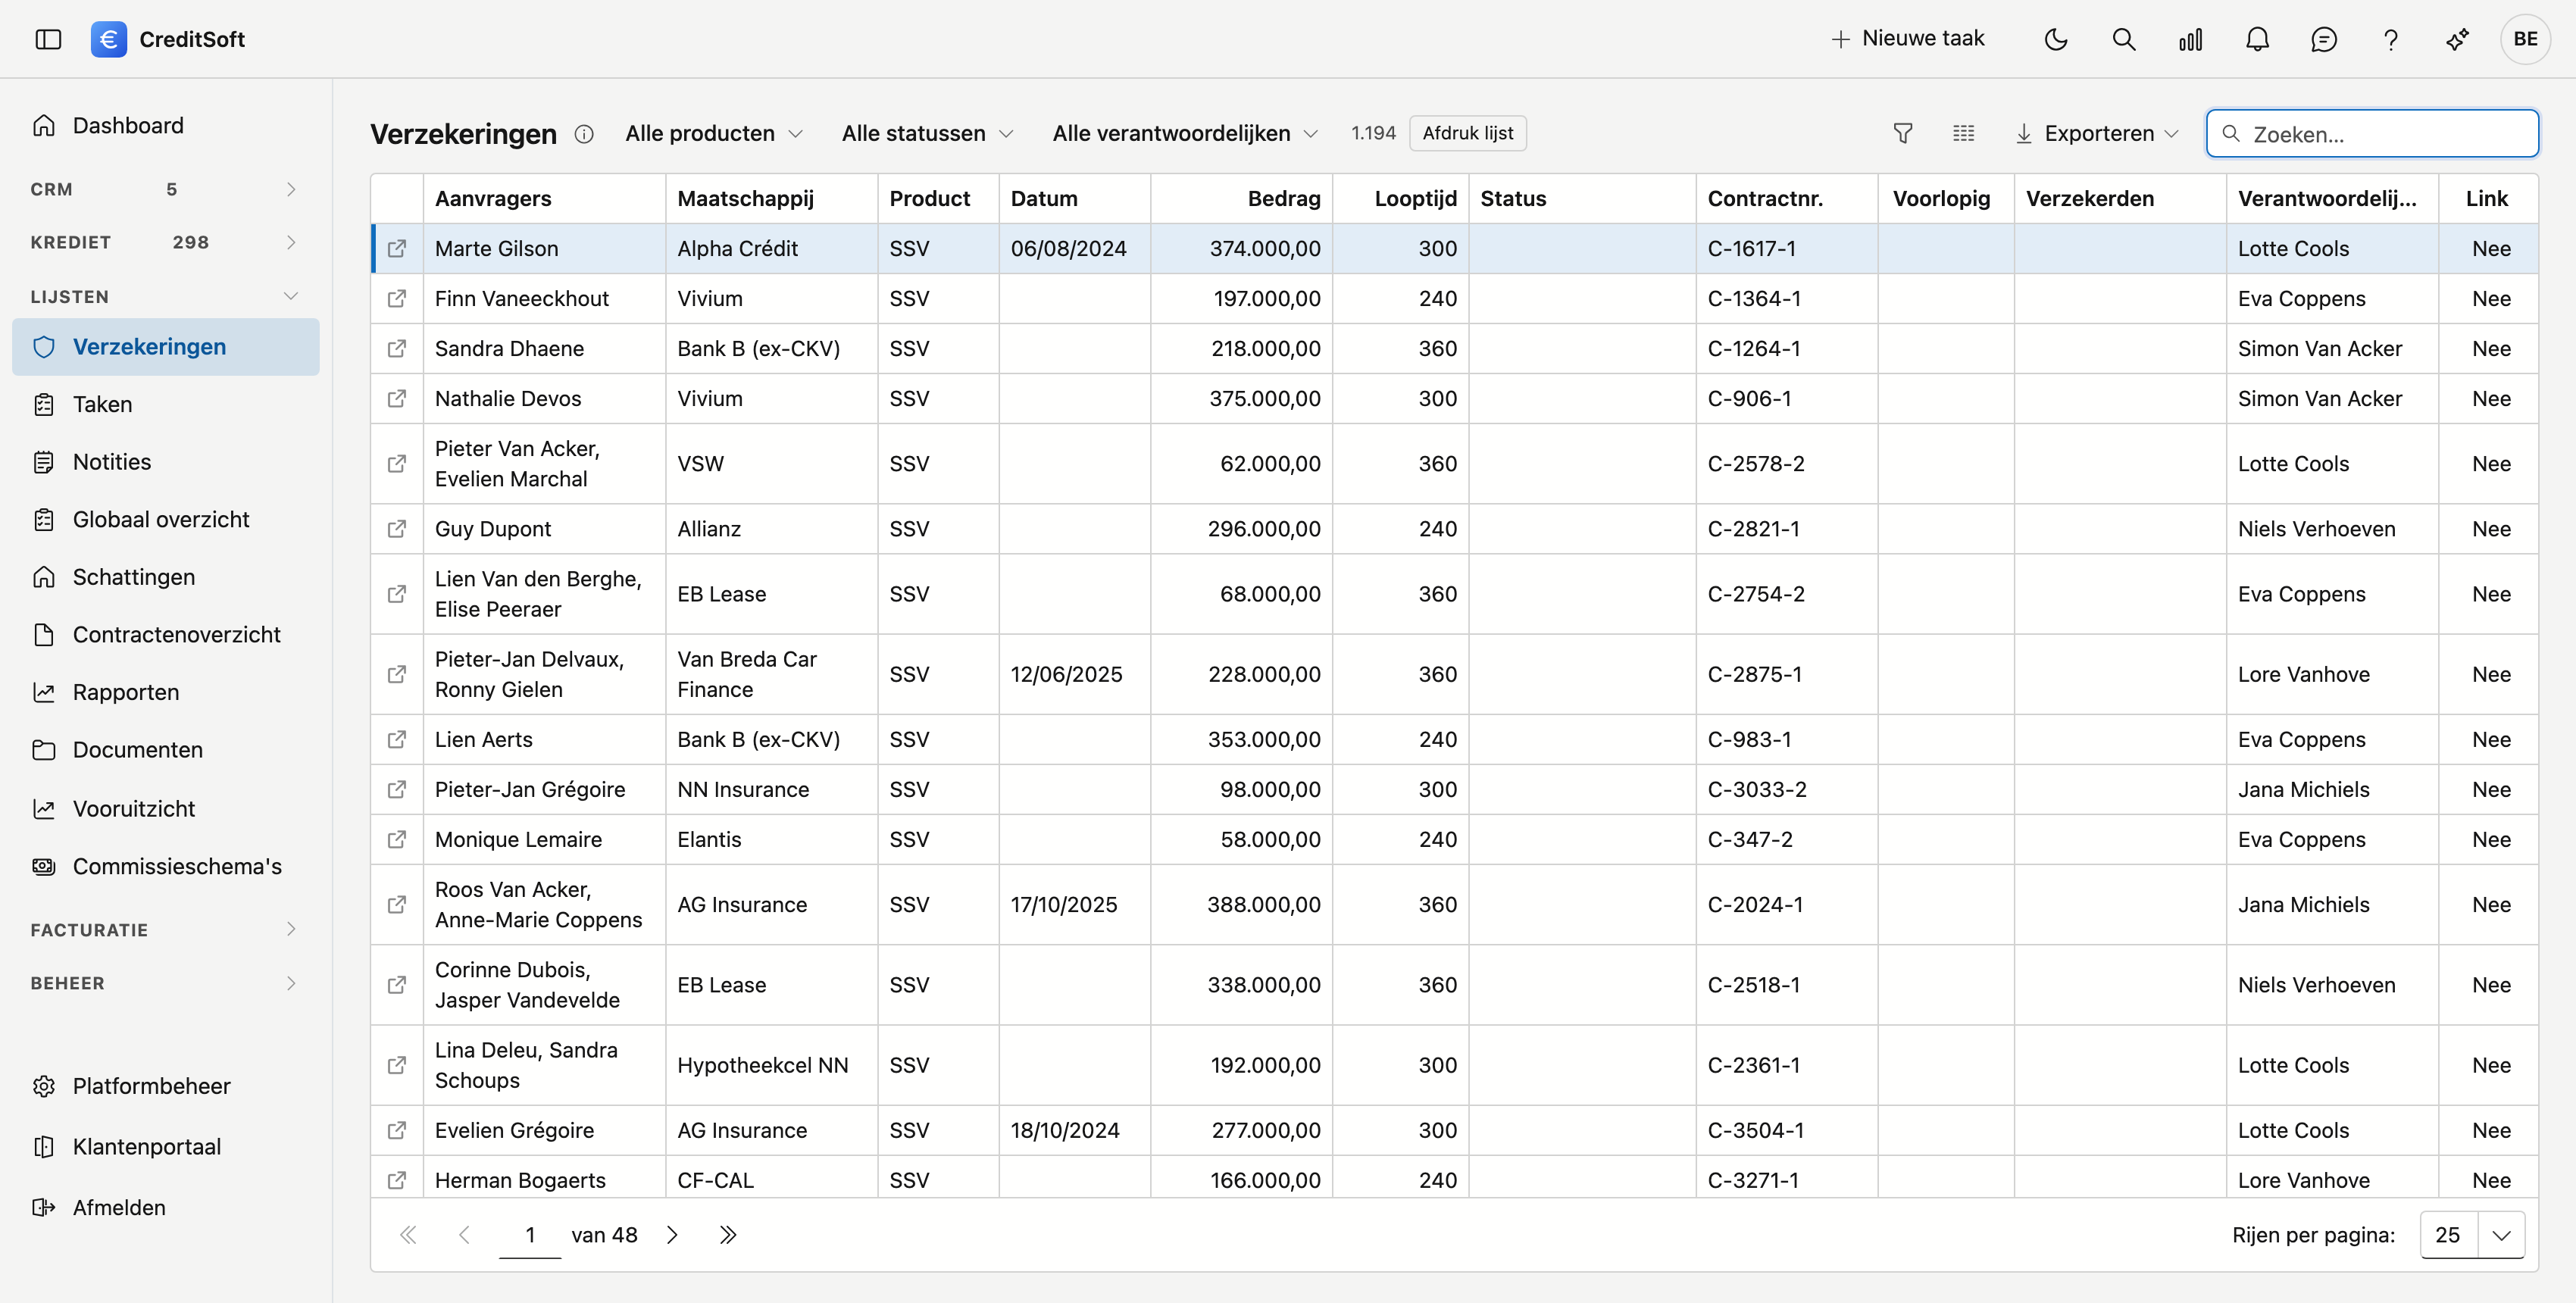 CreditSoft
Nieuwe taak
BE
Dashboard
CRM 5
KREDIET 298
LIJSTEN
Verzekeringen
Taken
Notities
Globaal overzicht
Schattingen
Contractenoverzicht
Rapporten
Documenten
Vooruitzicht
Commissieschema's
FACTURATIE
BEHEER
Platformbeheer
Klantenportaal
Afmelden
Verzekeringen Alle producten Alle statussen Alle verantwoordelijken 1.194 Afdruk lijst Exporteren Zoeken...
Aanvragers Maatschappij Product Datum Bedrag Looptijd Status Contractnr. Voorlopig Verzekerden Verantwoordelij... Link
Marte Gilson Alpha Crédit SSV 06/08/2024 374.000,00 300 C-1617-1 Lotte Cools Nee
Finn Vaneeckhout Vivium SSV 197.000,00 240 C-1364-1 Eva Coppens Nee
Sandra Dhaene Bank B (ex-CKV) SSV 218.000,00 360 C-1264-1 Simon Van Acker Nee
Nathalie Devos Vivium SSV 375.000,00 300 C-906-1 Simon Van Acker Nee
Pieter Van Acker,
Evelien Marchal VSW SSV 62.000,00 360 C-2578-2 Lotte Cools Nee
Guy Dupont Allianz SSV 296.000,00 240 C-2821-1 Niels Verhoeven Nee
Lien Van den Berghe,
Elise Peeraer EB Lease SSV 68.000,00 360 C-2754-2 Eva Coppens Nee
Pieter-Jan Delvaux,
Ronny Gielen Van Breda Car
Finance SSV 12/06/2025 228.000,00 360 C-2875-1 Lore Vanhove Nee
Lien Aerts Bank B (ex-CKV) SSV 353.000,00 240 C-983-1 Eva Coppens Nee
Pieter-Jan Grégoire NN Insurance SSV 98.000,00 300 C-3033-2 Jana Michiels Nee
Monique Lemaire Elantis SSV 58.000,00 240 C-347-2 Eva Coppens Nee
Roos Van Acker,
Anne-Marie Coppens AG Insurance SSV 17/10/2025 388.000,00 360 C-2024-1 Jana Michiels Nee
Corinne Dubois,
Jasper Vandevelde EB Lease SSV 338.000,00 360 C-2518-1 Niels Verhoeven Nee
Lina Deleu, Sandra
Schoups Hypotheekcel NN SSV 192.000,00 300 C-2361-1 Lotte Cools Nee
Evelien Grégoire AG Insurance SSV 18/10/2024 277.000,00 300 C-3504-1 Lotte Cools Nee
Herman Bogaerts CF-CAL SSV 166.000,00 240 C-3271-1 Lore Vanhove Nee
1 van 48 Rijen per pagina: 25